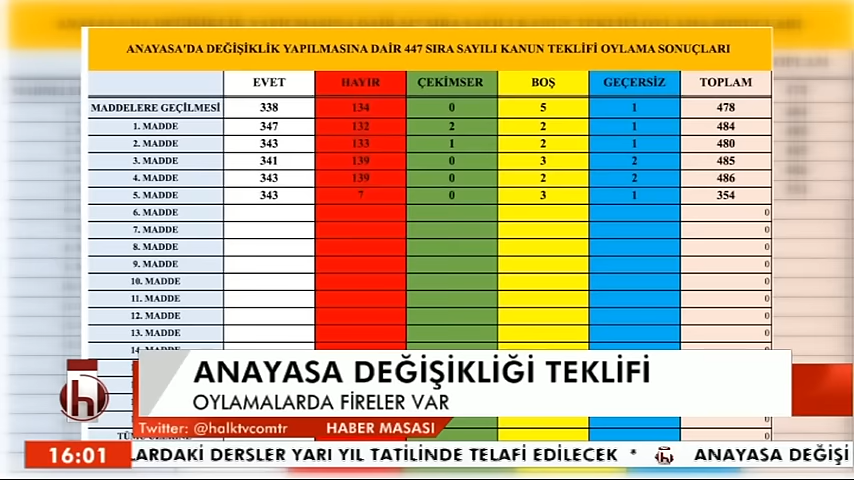 ANAYASA'DA DEĞİŞİKLİK YAPILMASINA DAİR 447 SIRA SAYILI KANUN TEKLİFİ OYLAMA SONUÇLARI
EVET HAYIR ÇEKİMSER BOŞ GEÇERSİZ TOPLAM
MADDELERE GEÇİLMESİ 338 134 0 5 1 478
1. MADDE 347 132 2 2 1 484
2. MADDE 343 133 1 2 1 480
3. MADDE 341 139 0 3 2 485
4. MADDE 343 139 0 2 2 486
5. MADDE 343 7 0 3 1 354
6. MADDE 0
7. MADDE 0
8. MADDE 0
9. MADDE 0
10. MADDE 0
11. MADDE 0
12. MADDE 0
13. MADDE 0
ANAYASA DEĞİŞİKLİĞİ TEKLİFİ
OYLAMALARDA FİRELER VAR
Twitter: @halktvcomtr HABER MASASI
16:01 LARDAKİ DERSLER YARI YIL TATİLİNDE TELAFİ EDİLECEK * h ANAYASA DEĞİŞİ